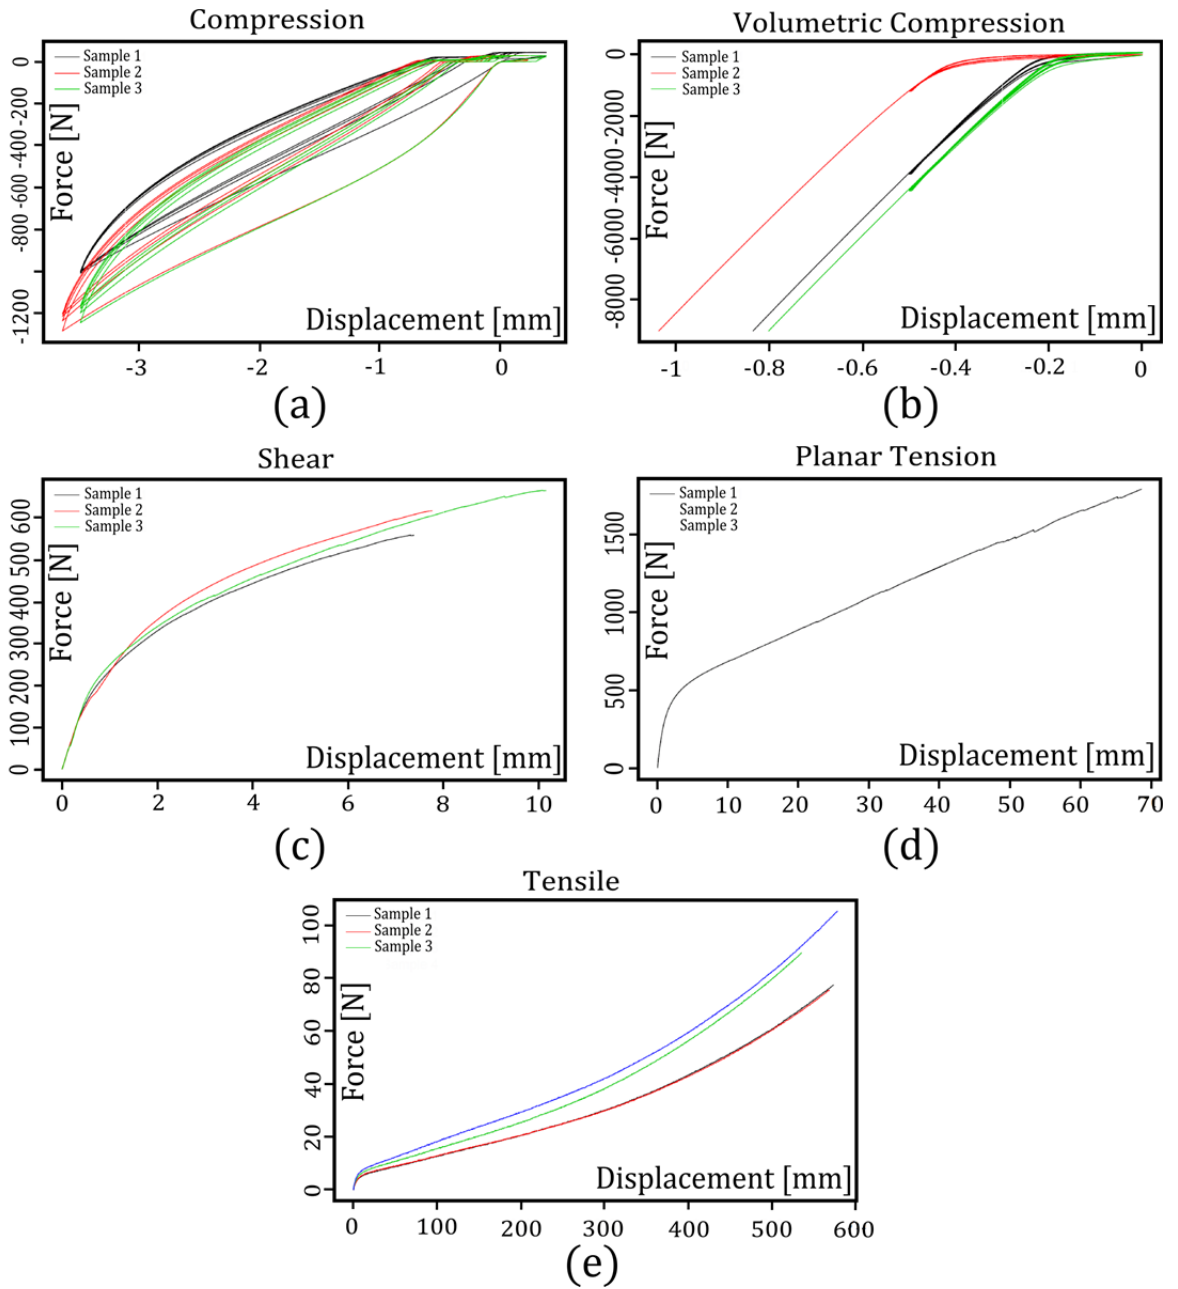 Compression
Sample 1
Sample 2
Sample 3
Force [N]
0
-200
-400
-600
-800
-1200
Displacement [mm]
-3
-2
-1
0
(a)
Volumetric Compression
Sample 1
Sample 2
Sample 3
Force [N]
0
-2000
-4000
-6000
-8000
Displacement [mm]
-1
-0.8
-0.6
-0.4
-0.2
0
(b)
Shear
Sample 1
Sample 2
Sample 3
Force [N]
600
500
400
300
200
100
0
Displacement [mm]
0
2
4
6
8
10
(c)
Planar Tension
Sample 1
Sample 2
Sample 3
Force [N]
1500
1000
500
0
Displacement [mm]
0
10
20
30
40
50
60
70
(d)
Tensile
Sample 1
Sample 2
Sample 3
Force [N]
100
80
60
40
20
0
Displacement [mm]
0
100
200
300
400
500
600
(e)